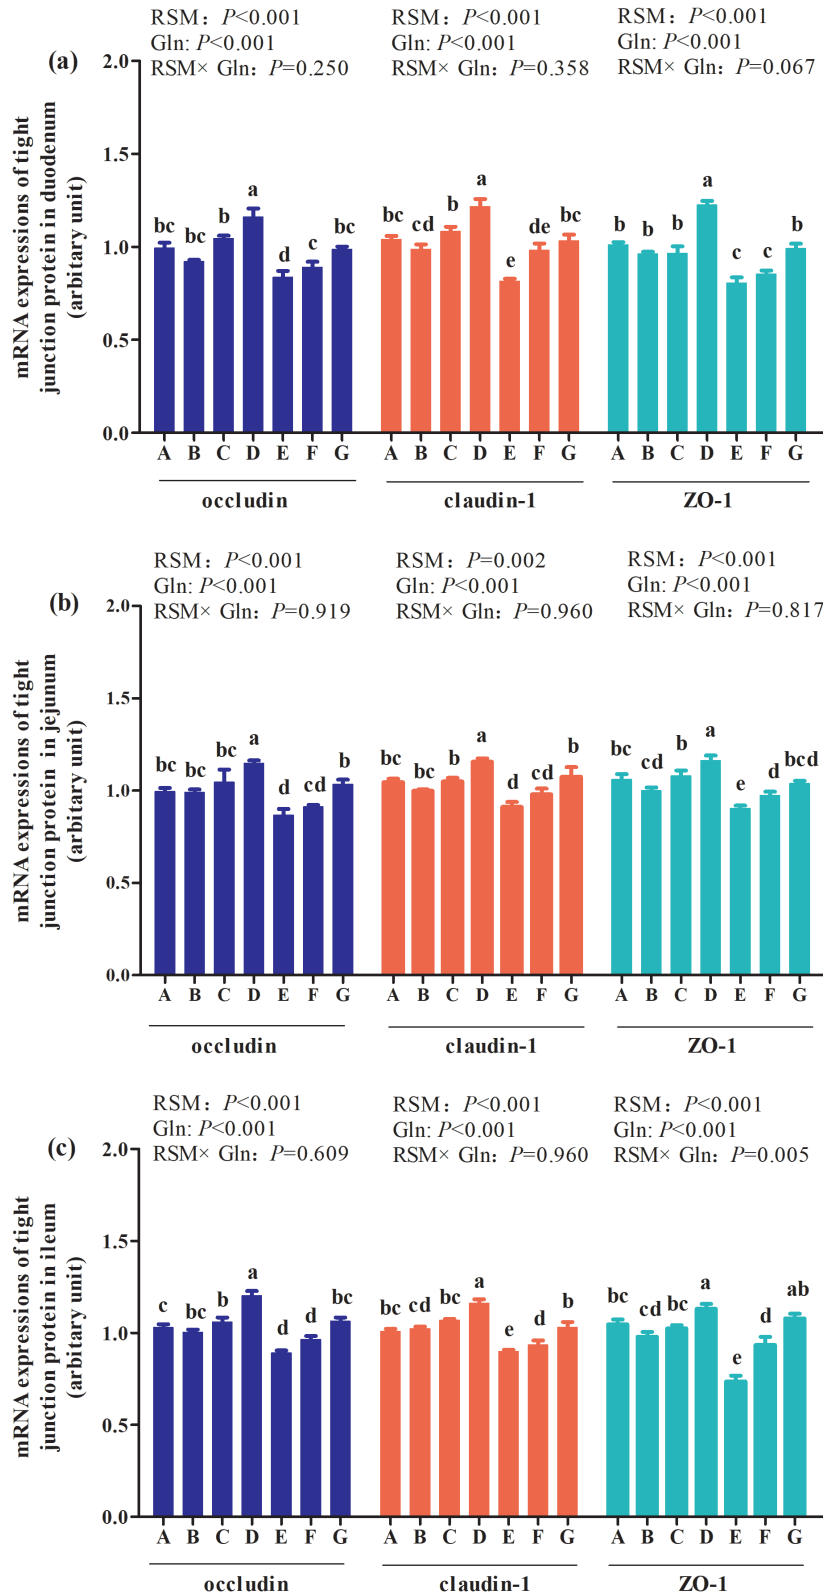 RSM: P<0.001 RSM: P<0.001 RSM: P<0.001
Gln: P<0.001 Gln: P<0.001 Gln: P<0.001
RSM× Gln: P=0.250 RSM× Gln: P=0.358 RSM× Gln: P=0.067
(a)
mRNA expressions of tight
junction protein in duodenum
(arbitary unit)
2.0
1.5
1.0
0.5
0.0
bc bc b a d c bc
bc cd b a e de bc
b b b a c c b
A B C D E F G A B C D E F G A B C D E F G
occludin claudin-1 ZO-1
RSM: P<0.001 RSM: P=0.002 RSM: P<0.001
Gln: P<0.001 Gln: P<0.001 Gln: P<0.001
RSM× Gln: P=0.919 RSM× Gln: P=0.960 RSM× Gln: P=0.817
(b)
mRNA expressions of tight
junction protein in jejunum
(arbitary unit)
2.0
1.5
1.0
0.5
0.0
bc bc bc a d cd b
bc bc b a d cd b
bc cd b a e d bcd
A B C D E F G A B C D E F G A B C D E F G
occludin claudin-1 ZO-1
RSM: P<0.001 RSM: P<0.001 RSM: P<0.001
Gln: P<0.001 Gln: P<0.001 Gln: P<0.001
RSM× Gln: P=0.609 RSM× Gln: P=0.960 RSM× Gln: P=0.005
(c)
mRNA expressions of tight
junction protein in ileum
(arbitary unit)
2.0
1.5
1.0
0.5
0.0
c bc b a d d bc
bc cd bc a e d b
bc cd bc a e d ab
A B C D E F G A B C D E F G A B C D E F G
occludin claudin-1 ZO-1